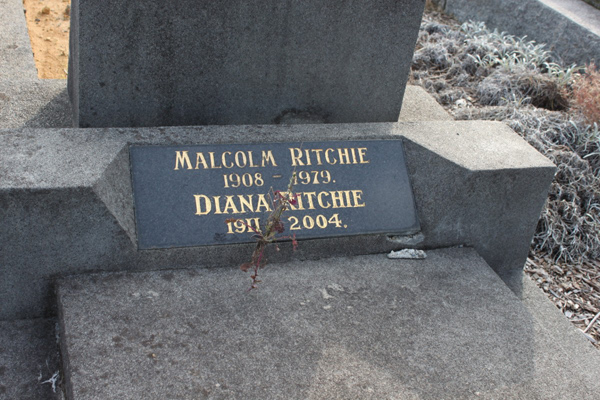 MALCOLM RITCHIE
1908 - 1979.
DIANA RITCHIE
1911 - 2004.